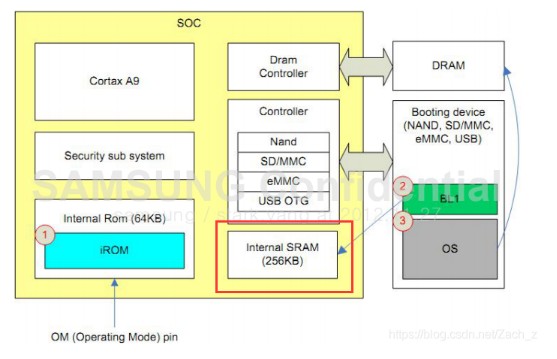 SOC
Cortax A9
Dram
Controller
DRAM
Controller
Nand
SD/MMC
eMMC
USB OTG
Booting device
(NAND, SD/MMC,
eMMC, USB)
Security sub system
SAMSUNG Confidential
2
BL1
Internal Rom (64KB)
1
iROM
3
OS
Internal SRAM
(256KB)
OM (Operating Mode) pin
https://blog.csdn.net/Zach_z